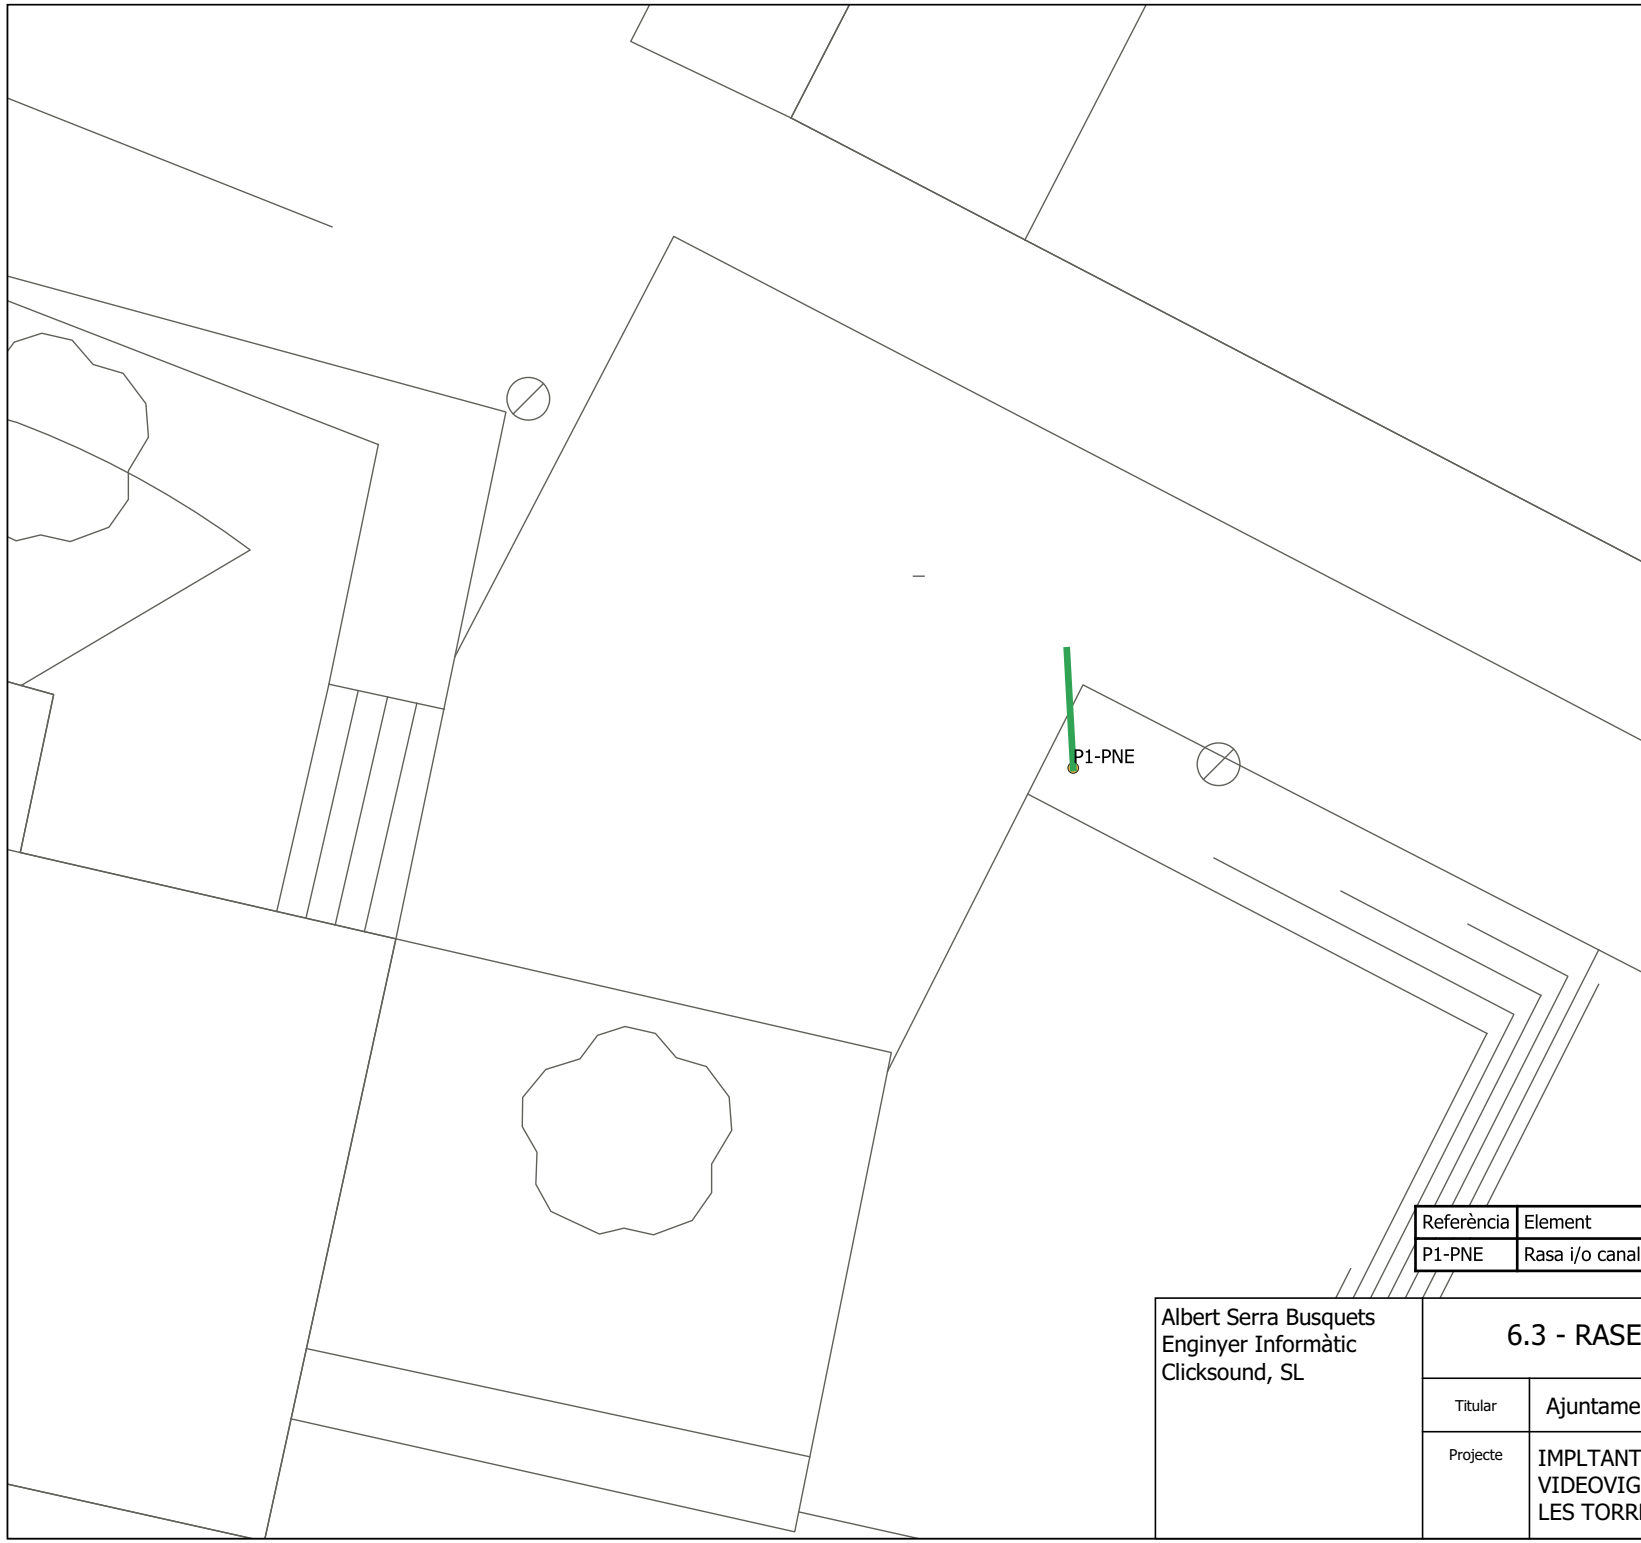 P1-PNE
Referència Element
P1-PNE Rasa i/o canal
Albert Serra Busquets
Enginyer Informàtic
Clicksound, SL
6.3 - RASE
Titular Ajuntame
Projecte IMPLTANT
VIDEOVIG
LES TORR